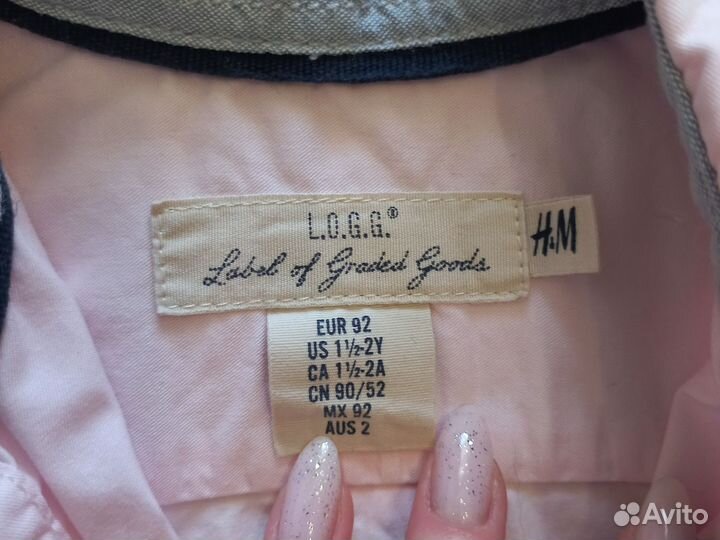 L.O.G.G.®
Label of Graded Goods
H&M
EUR 92
US 1½-2Y
CA 1½-2A
CN 90/52
MX 92
AUS 2
Avito